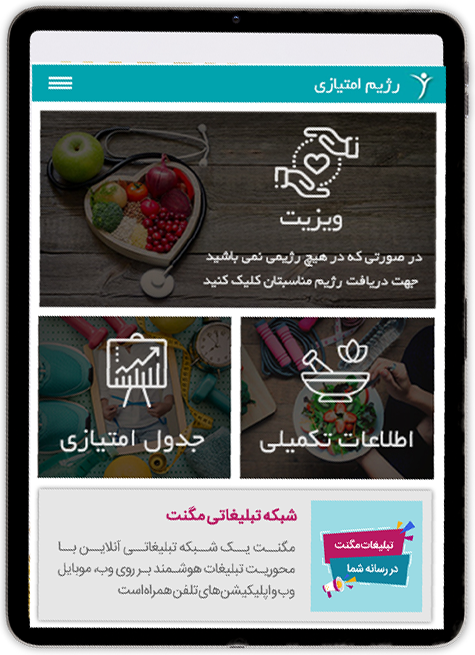 رژیم امتیازی
ویزیت
در صورتی که در هیچ رژیمی نمی باشید
جهت دریافت رژیم مناسبتان کلیک کنید
اطلاعات تکمیلی
جدول امتیازی
شبکه تبلیغاتی مگنت
مگنت یک شبکه تبلیغاتی آنلاین با
محوریت تبلیغات هوشمند بر روی وب، موبایل
وب و اپلیکیشن‌های تلفن همراه است
تبلیغات مگنت
در رسانه شما